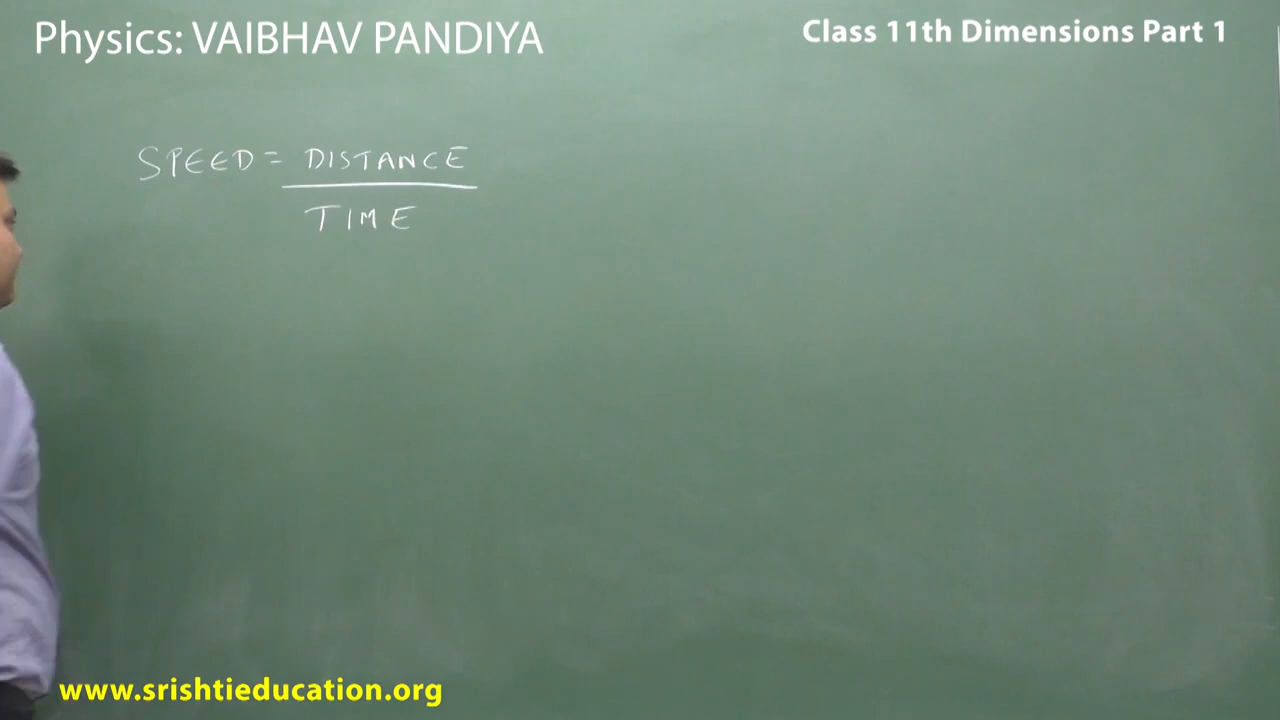 Physics: VAIBHAV PANDIYA
Class 11th Dimensions Part 1
SPEED = DISTANCE
TIME
www.srishtieducation.org